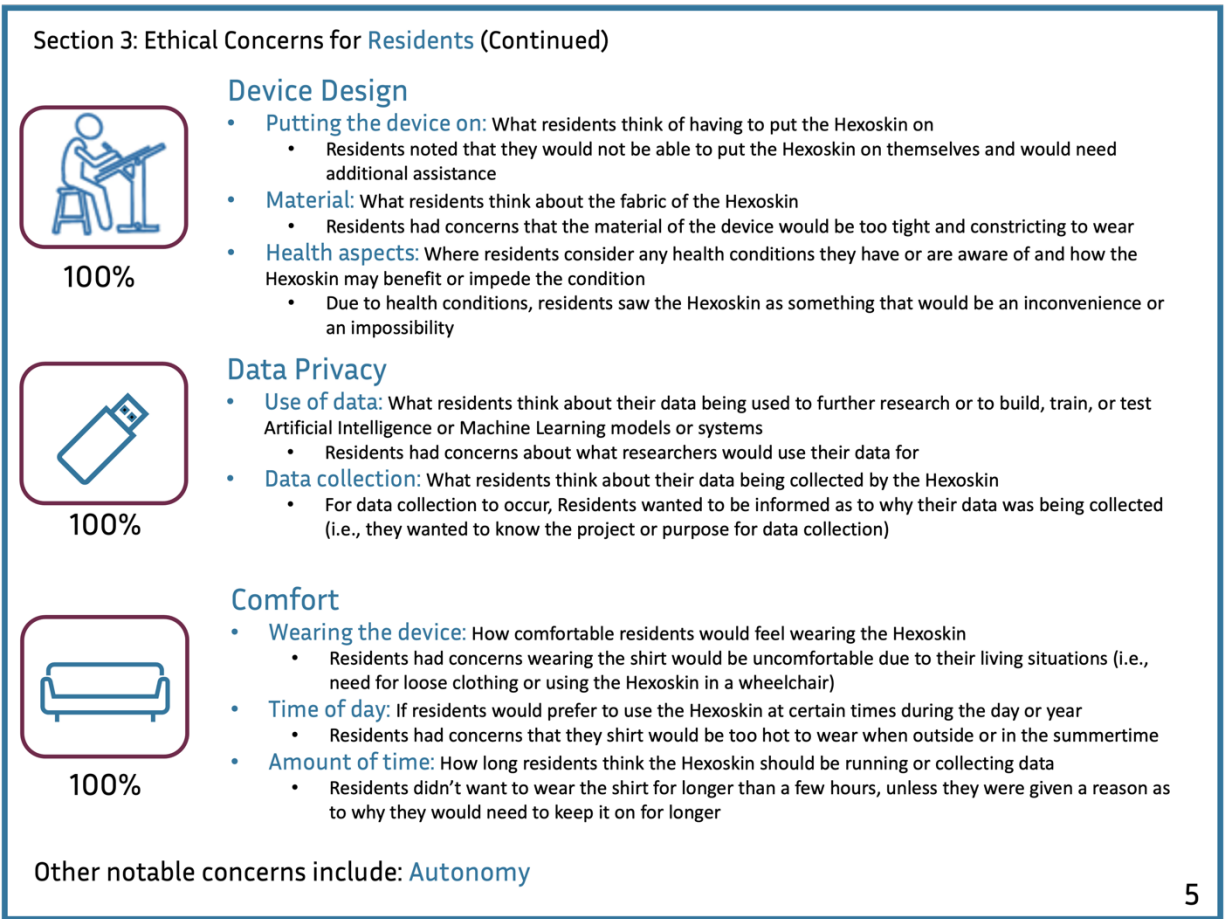 Section 3: Ethical Concerns for Residents (Continued)
Device Design
• Putting the device on: What residents think of having to put the Hexoskin on
• Residents noted that they would not be able to put the Hexoskin on themselves and would need
additional assistance
• Material: What residents think about the fabric of the Hexoskin
• Residents had concerns that the material of the device would be too tight and constricting to wear
• Health aspects: Where residents consider any health conditions they have or are aware of and how the
Hexoskin may benefit or impede the condition
• Due to health conditions, residents saw the Hexoskin as something that would be an inconvenience or
an impossibility
100%
Data Privacy
• Use of data: What residents think about their data being used to further research or to build, train, or test
Artificial Intelligence or Machine Learning models or systems
• Residents had concerns about what researchers would use their data for
• Data collection: What residents think about their data being collected by the Hexoskin
• For data collection to occur, Residents wanted to be informed as to why their data was being collected
(i.e., they wanted to know the project or purpose for data collection)
100%
Comfort
• Wearing the device: How comfortable residents would feel wearing the Hexoskin
• Residents had concerns wearing the shirt would be uncomfortable due to their living situations (i.e.,
need for loose clothing or using the Hexoskin in a wheelchair)
• Time of day: If residents would prefer to use the Hexoskin at certain times during the day or year
• Residents had concerns that they shirt would be too hot to wear when outside or in the summertime
• Amount of time: How long residents think the Hexoskin should be running or collecting data
• Residents didn't want to wear the shirt for longer than a few hours, unless they were given a reason as
to why they would need to keep it on for longer
100%
Other notable concerns include: Autonomy
5